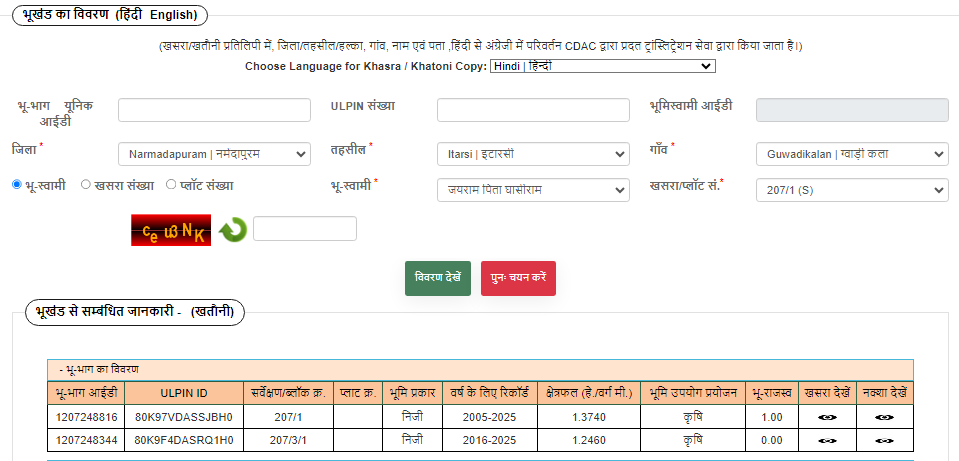 भूखंड का विवरण (हिंदी English)
(खसरा/खतौनी प्रतिलिपी में, जिला/तहसील/हल्का, गांव, नाम एवं पता ,हिंदी से अंग्रेजी में परिवर्तन CDAC द्वारा प्रदत ट्रांस्लिट्रेशन सेवा द्वारा किया जाता है।)
Choose Language for Khasra / Khatoni Copy: Hindi | हिन्दी
भू-भाग यूनिक आईडी ULPIN संख्या भूमिस्वामी आईडी
जिला * Narmadapuram | नर्मदापुरम तहसील * Itarsi | इटारसी गाँव * Guwadikalan | ग्वाड़ी कला
भू-स्वामी खसरा संख्या प्लॉट संख्या भू-स्वामी * जयराम पिता घासीराम खसरा/प्लॉट सं.* 207/1 (S)
विवरण देखें पुनः चयन करें
भूखंड से सम्बंधित जानकारी - (खतौनी)
- भू-भाग का विवरण
भू-भाग आईडी ULPIN ID सर्वेक्षण/ब्लॉक क्र. प्लाट क्र. भूमि प्रकार वर्ष के लिए रिकॉर्ड क्षेत्रफल (हे./वर्ग मी.) भूमि उपयोग प्रयोजन भू-राजस्व खसरा देखें नक्शा देखें
1207248816 80K97VDASSJBH0 207/1 निजी 2005-2025 1.3740 कृषि 1.00
1207248344 80K9F4DASRQ1H0 207/3/1 निजी 2016-2025 1.2460 कृषि 0.00